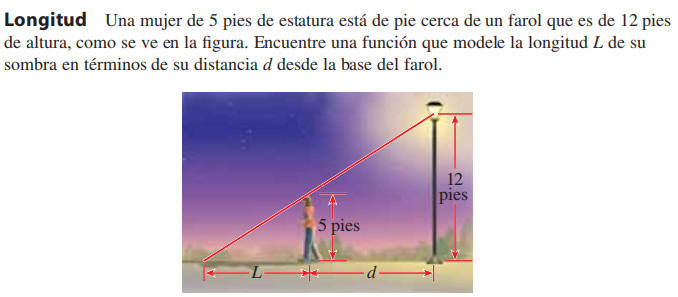 Longitud Una mujer de 5 pies de estatura está de pie cerca de un farol que es de 12 pies
de altura, como se ve en la figura. Encuentre una función que modele la longitud L de su
sombra en términos de su distancia d desde la base del farol.
12
pies
5 pies
L
d